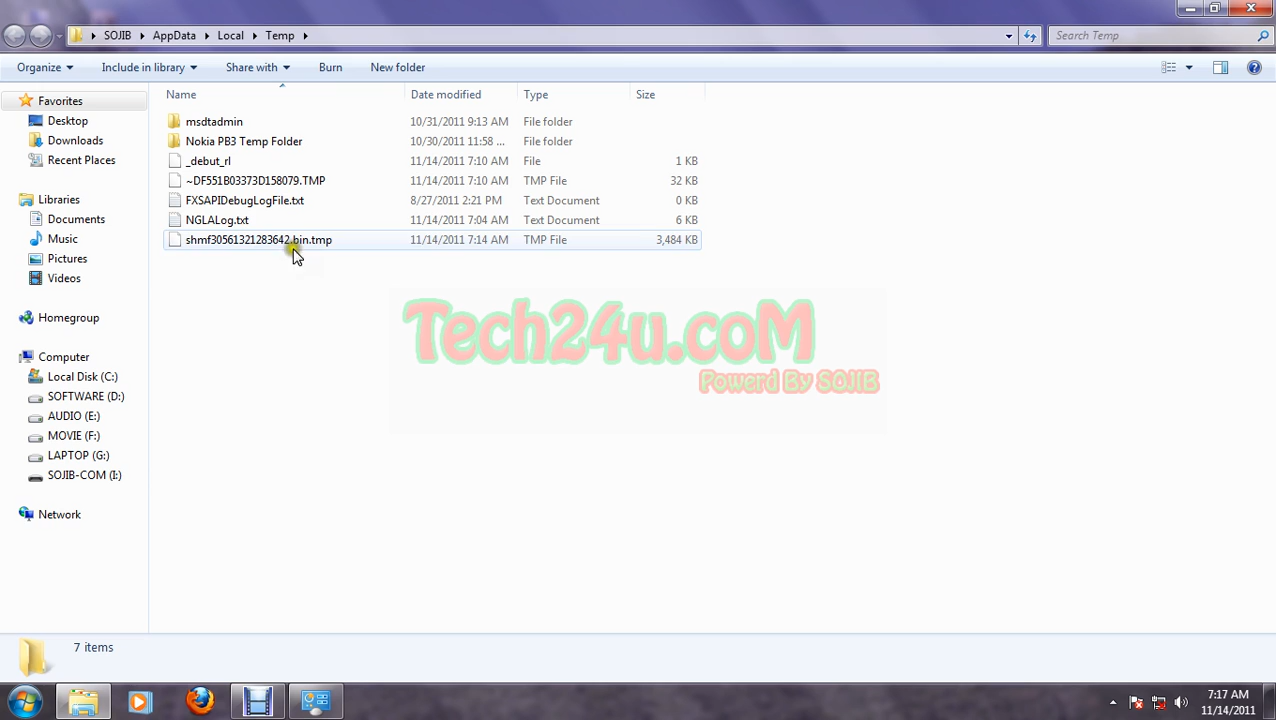 SOJIB AppData Local Temp Search Temp
Organize Include in library Share with Burn New folder
Favorites
Desktop
Downloads
Recent Places
Libraries
Documents
Music
Pictures
Videos
Homegroup
Computer
Local Disk (C:)
SOFTWARE (D:)
AUDIO (E:)
MOVIE (F:)
LAPTOP (G:)
SOJIB-COM (I:)
Network
Name Date modified Type Size
msdtadmin 10/31/2011 9:13 AM File folder
Nokia PB3 Temp Folder 10/30/2011 11:58 ... File folder
_debut_rl 11/14/2011 7:10 AM File 1 KB
~DF551B03373D158079.TMP 11/14/2011 7:10 AM TMP File 32 KB
FXSAPIDebugLogFile.txt 8/27/2011 2:21 PM Text Document 0 KB
NGLALog.txt 11/14/2011 7:04 AM Text Document 6 KB
shmf30561321283642.bin.tmp 11/14/2011 7:14 AM TMP File 3,484 KB
Tech24u.coM
Powerd By SOJIB
7 items
7:17 AM
11/14/2011